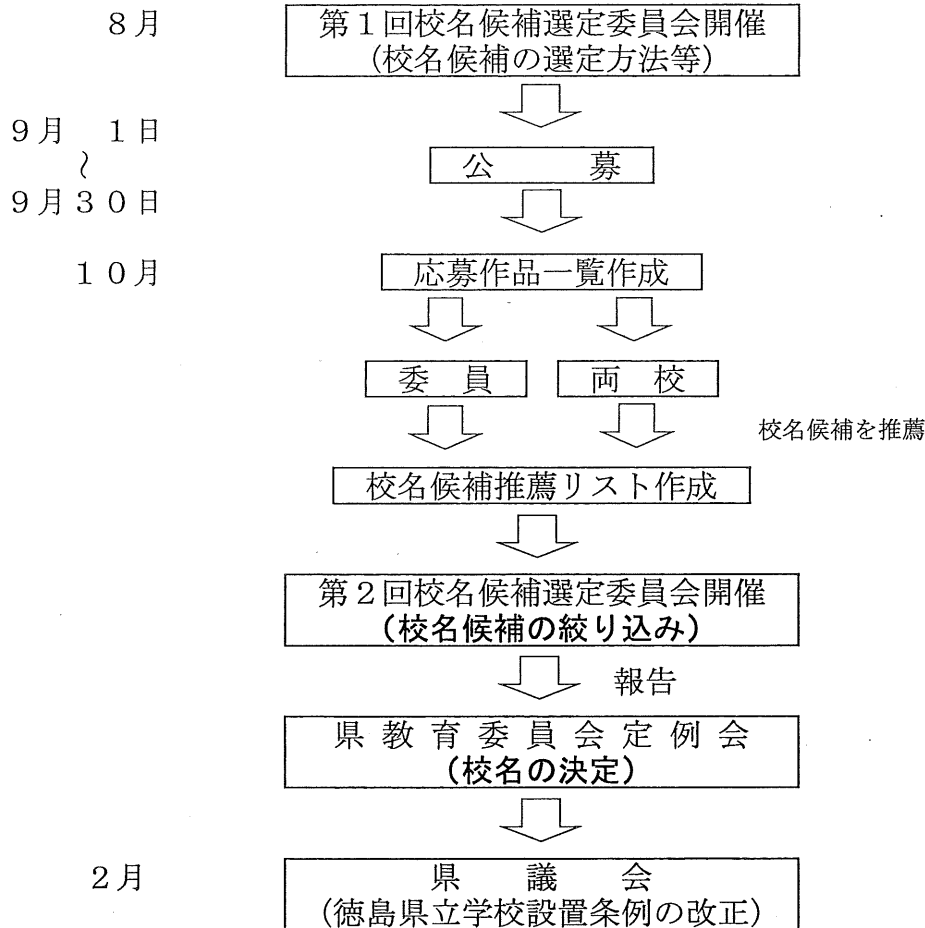 8月
第1回校名候補選定委員会開催
(校名候補の選定方法等)
9月 1日
~
9月30日
公 募
10月
応募作品一覧作成
委 員
両 校
校名候補を推薦
校名候補推薦リスト作成
第2回校名候補選定委員会開催
(校名候補の絞り込み)
報告
県教育委員会定例会
(校名の決定)
2月
県 議 会
(徳島県立学校設置条例の改正)